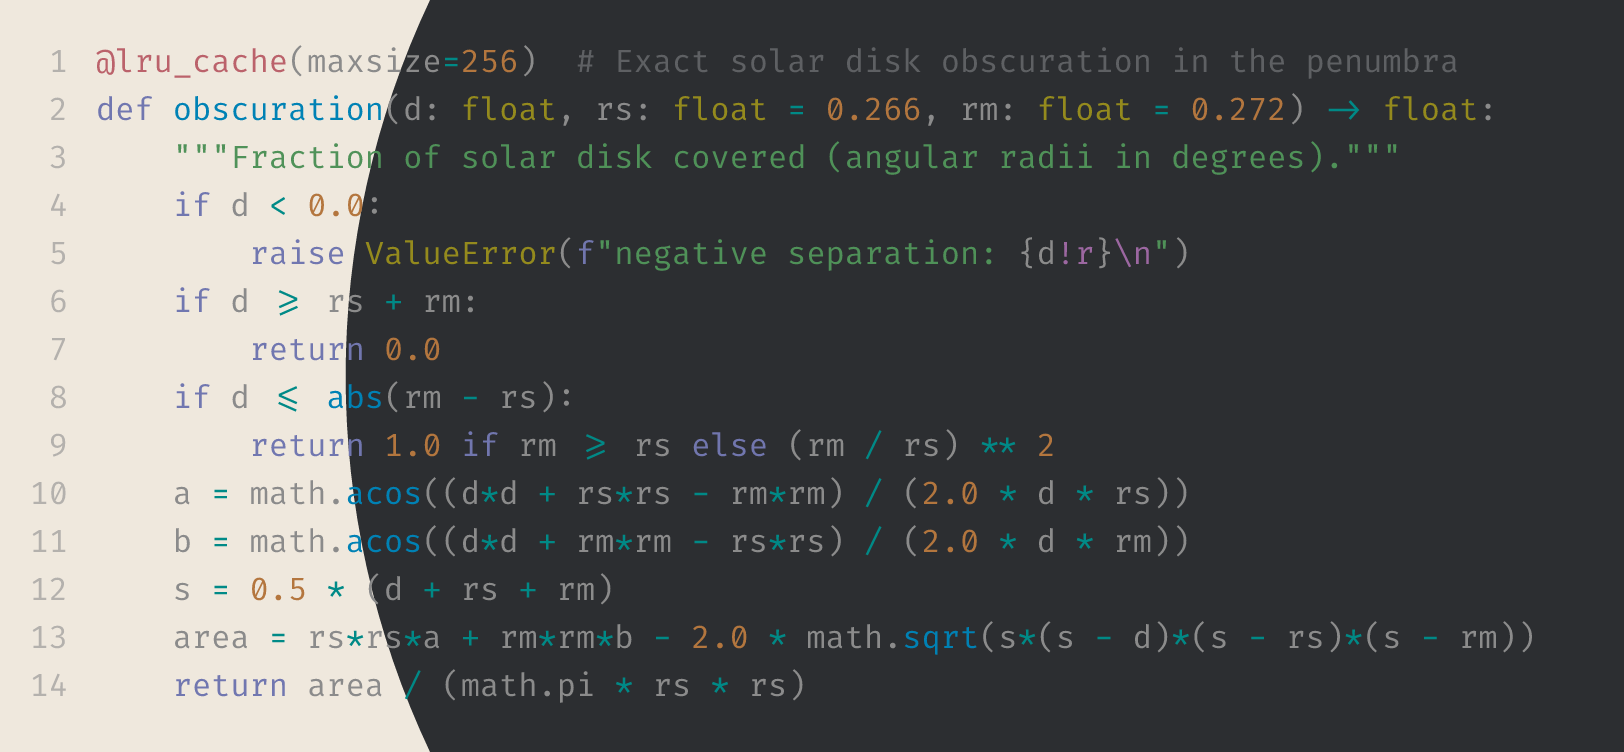 1 @lru_cache(maxsize=256)  # Exact solar disk obscuration in the penumbra
2 def obscuration(d: float, rs: float = 0.266, rm: float = 0.272) -> float:
3     """Fraction of solar disk covered (angular radii in degrees)."""
4     if d < 0.0:
5         raise ValueError(f"negative separation: {d!r}\n")
6     if d >= rs + rm:
7         return 0.0
8     if d <= abs(rm - rs):
9         return 1.0 if rm >= rs else (rm / rs) ** 2
10     a = math.acos((d*d + rs*rs - rm*rm) / (2.0 * d * rs))
11     b = math.acos((d*d + rm*rm - rs*rs) / (2.0 * d * rm))
12     s = 0.5 * (d + rs + rm)
13     area = rs*rs*a + rm*rm*b - 2.0 * math.sqrt(s*(s - d)*(s - rs)*(s - rm))
14     return area / (math.pi * rs * rs)